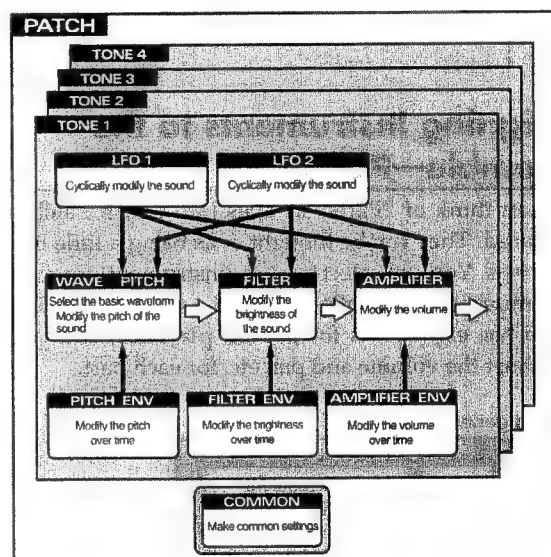 PATCH
TONE 4
TONE 3
TONE 2
TONE 1
LFO 1
Cyclically modify the sound
LFO 2
Cyclically modify the sound
WAVE PITCH
Select the basic waveform
Modify the pitch of the
sound
FILTER
Modify the
brightness of
the sound
AMPLIFIER
Modify the volume
PITCH ENV
Modify the pitch
over time
FILTER ENV
Modify the brightness
over time
AMPLIFIER ENV
Modify the volume
over time
COMMON
Make common settings